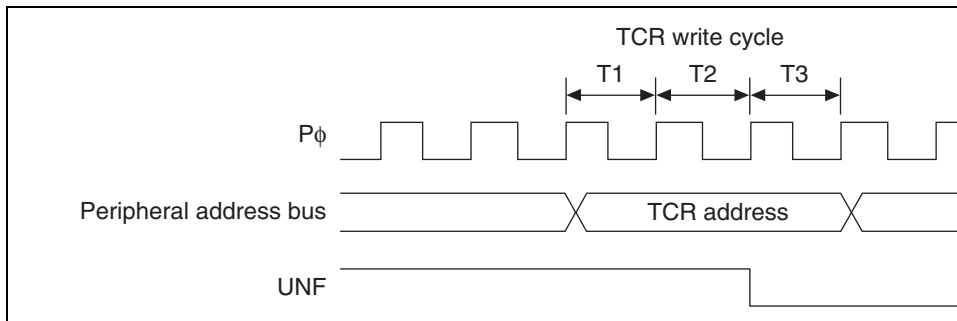 TCR write cycle
T1 T2 T3
Pφ
Peripheral address bus
TCR address
UNF